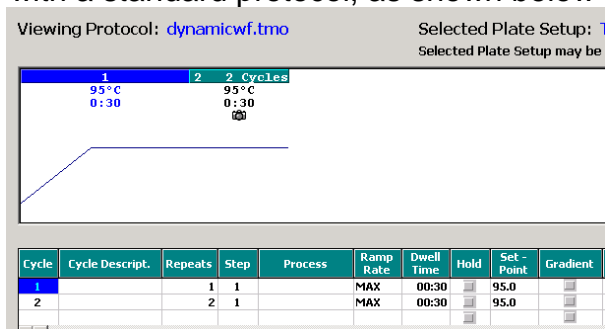 with a standard protocol, as shown below
Viewing Protocol: dynamicwf.tmo Selected Plate Setup:
Selected Plate Setup may be
1 2 2 Cycles
95°C 95°C
0:30 0:30
Cycle Cycle Descript. Repeats Step Process Ramp Rate Dwell Time Hold Set-Point Gradient
1 1 1 MAX 00:30 95.0
2 2 1 MAX 00:30 95.0